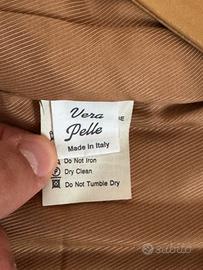 Vera
Pelle
Made in Italy
Do Not Iron
Dry Clean
Do Not Tumble Dry
subito